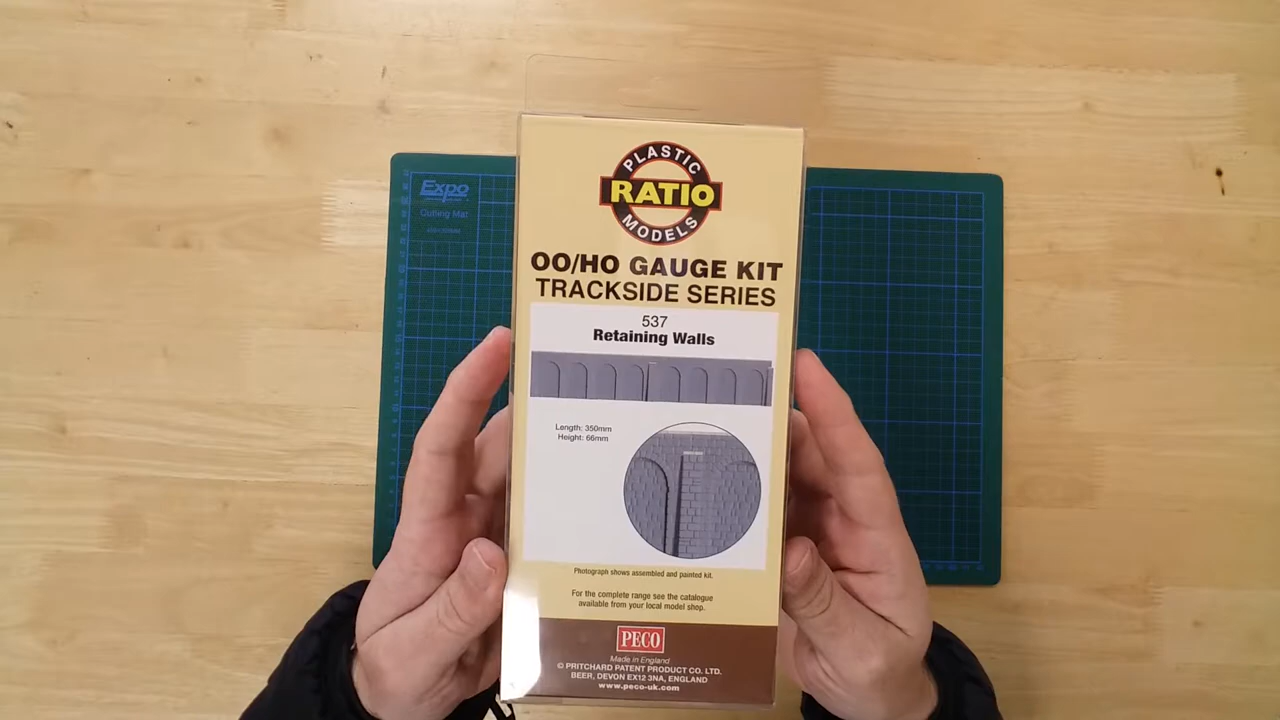 Expo
Cutting Mat
PLASTIC
RATIO
MODELS
OO/HO GAUGE KIT
TRACKSIDE SERIES
537
Retaining Walls
Length: 350mm
Height: 66mm
Photograph shows assembled and painted kit.
For the complete range see the catalogue
available from your local model shop.
PECO
Made in England
© PRITCHARD PATENT PRODUCT CO. LTD.
BEER, DEVON EX12 3NA, ENGLAND
www.peco-uk.com